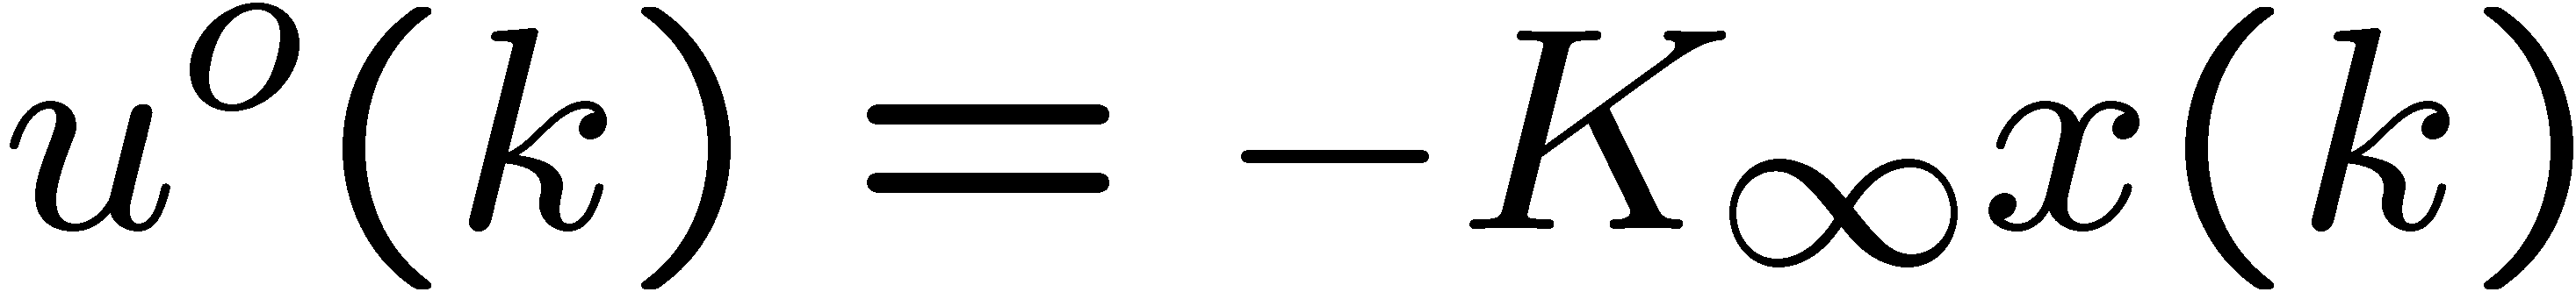 u^o(k) = -K_∞x(k)